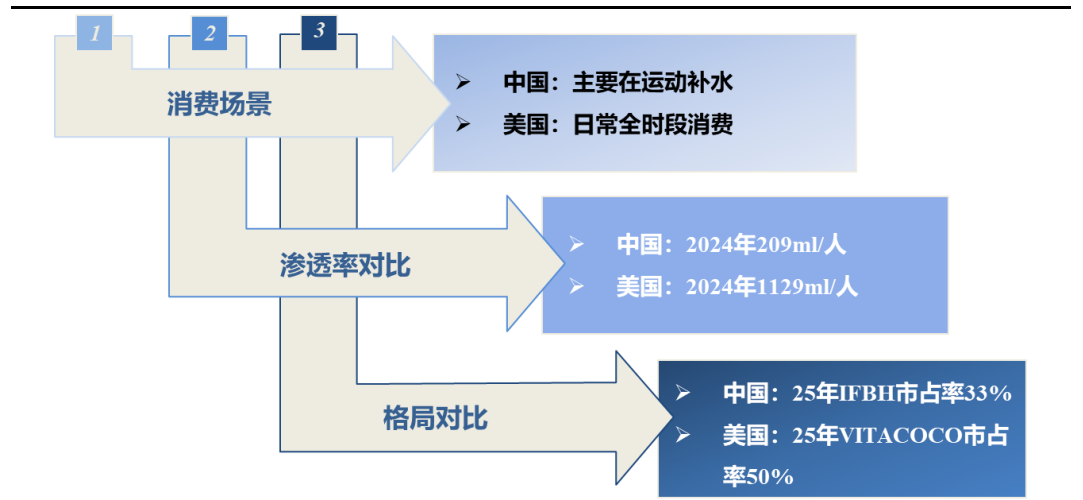 1
2
3
消费场景
➢ 中国：主要在运动补水
➢ 美国：日常全时段消费
渗透率对比
➢ 中国：2024年209ml/人
➢ 美国：2024年1129ml/人
格局对比
➢ 中国：25年IFBH市占率33%
➢ 美国：25年VITACOCO市占
率50%